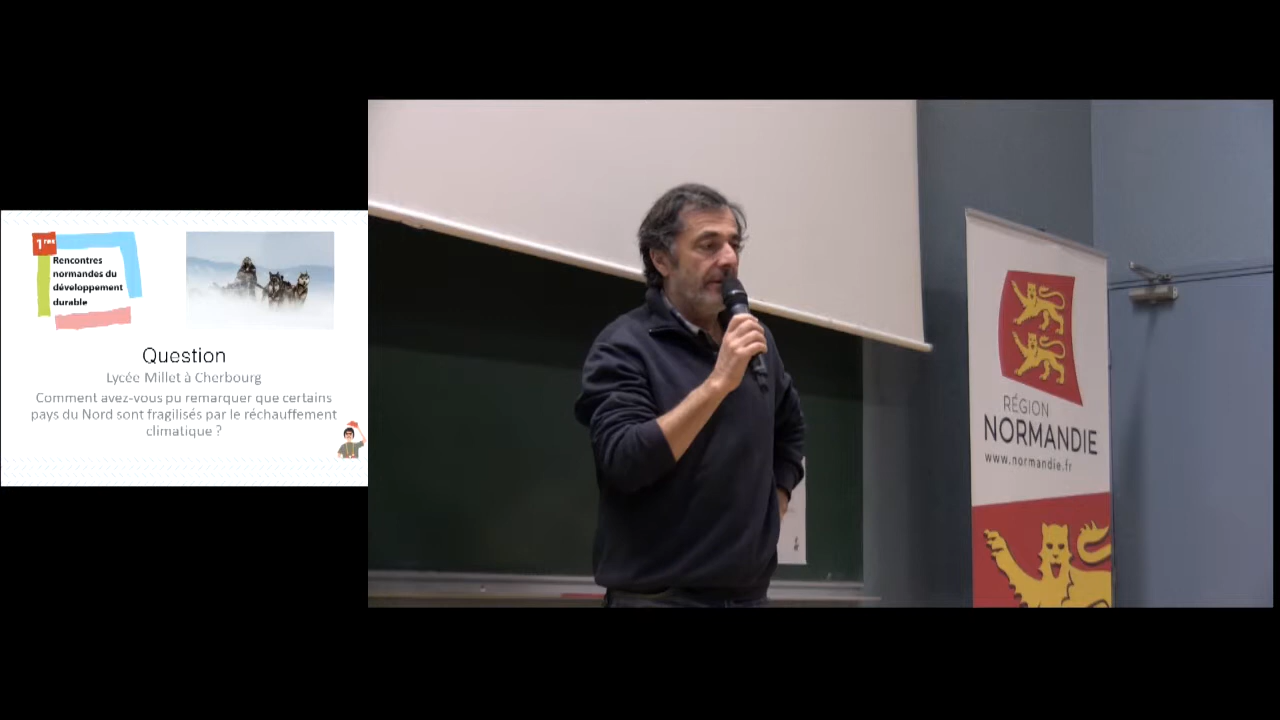 1res
Rencontres
normandes du
développement
durable
Question
Lycée Millet à Cherbourg
Comment avez-vous pu remarquer que certains
pays du Nord sont fragilisés par le réchauffement
climatique ?
RÉGION
NORMANDIE
www.normandie.fr